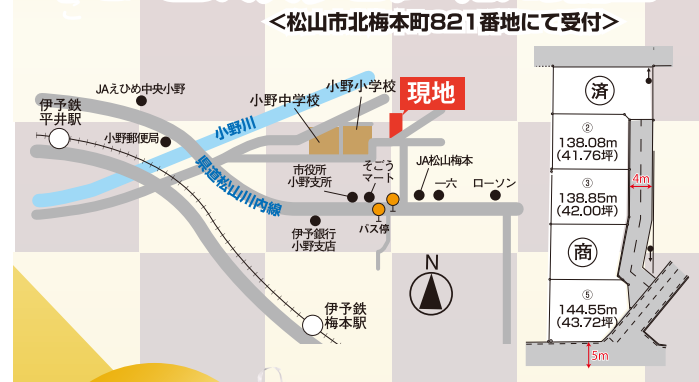 <松山市北梅本町821番地にて受付>
JAえひめ中央小野
小野小学校
小野中学校
現地
伊予鉄
平井駅
小野郵便局
小野川
県道松山川内線
市役所
小野支所
そごう
マート
JA松山梅本
一六
ローソン
バス停
伊予銀行
小野支店
N
伊予鉄
梅本駅
済
②
138.08m
(41.76坪)
③
138.85m
(42.00坪)
4m
商
⑤
144.55m
(43.72坪)
5m